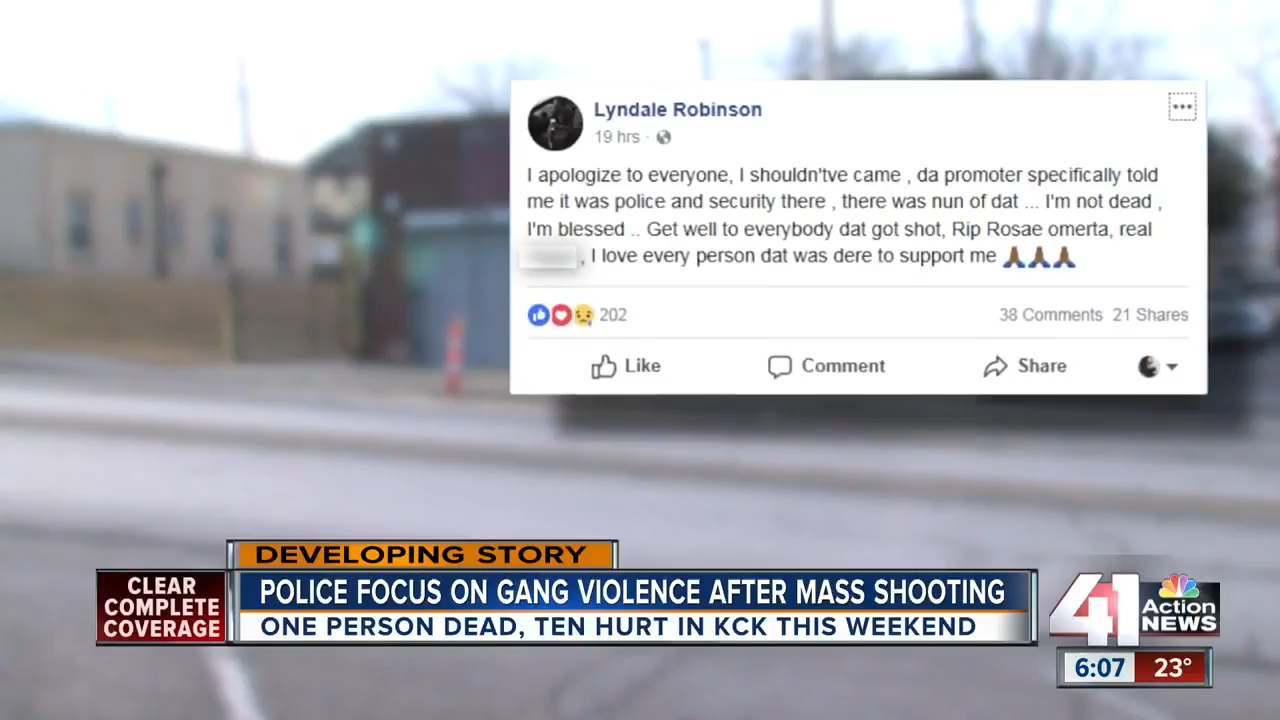 Lyndale Robinson
19 hrs ·
I apologize to everyone, I shouldn'tve came , da promoter specifically told
me it was police and security there , there was nun of dat ... I'm not dead ,
I'm blessed .. Get well to everybody dat got shot, Rip Rosae omerta, real
, I love every person dat was dere to support me 🙏🏾🙏🏾🙏🏾
202
38 Comments 21 Shares
Like Comment Share
DEVELOPING STORY
CLEAR
COMPLETE
COVERAGE
POLICE FOCUS ON GANG VIOLENCE AFTER MASS SHOOTING
ONE PERSON DEAD, TEN HURT IN KCK THIS WEEKEND
41
Action
NEWS
6:07 23°